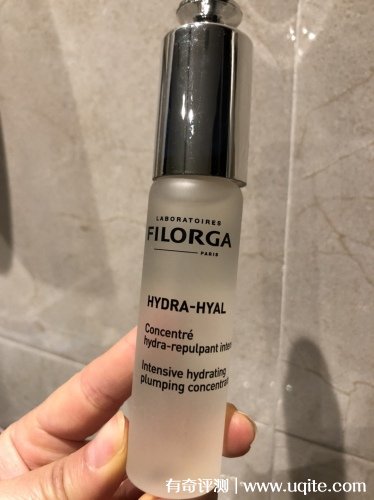 LABORATOIRES
FILORGA
PARIS
HYDRA-HYAL
Concentré
hydra-repulpant
Intensive hydrating
plumping
有奇评测 | www.uqite.com